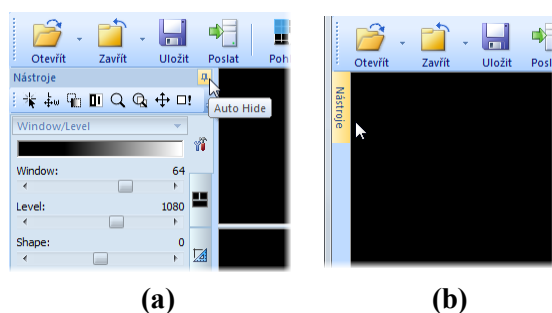 Otevřít Zavřít Uložit Poslat
Nástroje
Auto Hide
Window/Level
Window: 64
Level: 1080
Shape: 0
(a)
Otevřít Zavřít Uložit
Nástroje
(b)